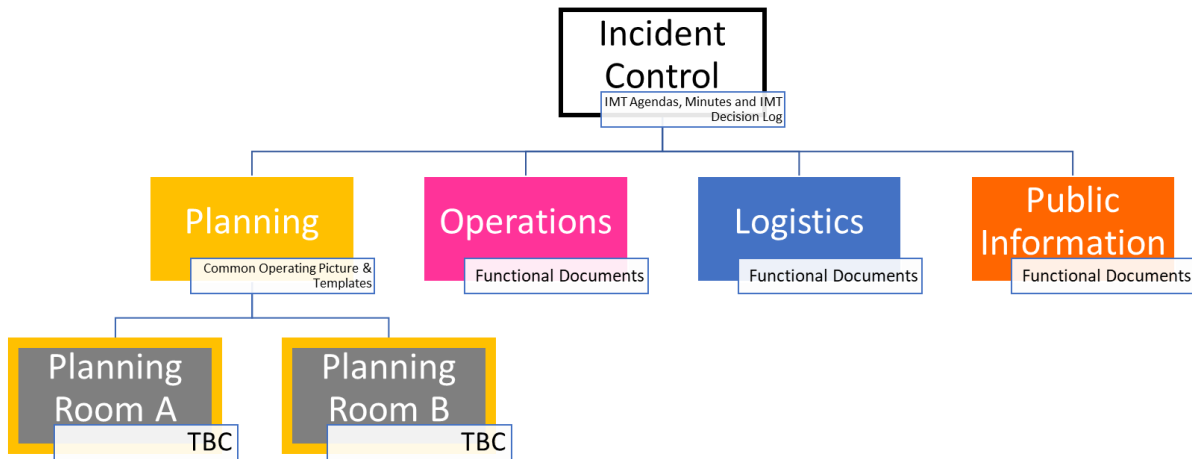 Incident
Control
IMT Agendas, Minutes and IMT
Decision Log
Planning
Common Operating Picture &
Templates
Operations
Functional Documents
Logistics
Functional Documents
Public
Information
Functional Documents
Planning
Room A
TBC
Planning
Room B
TBC